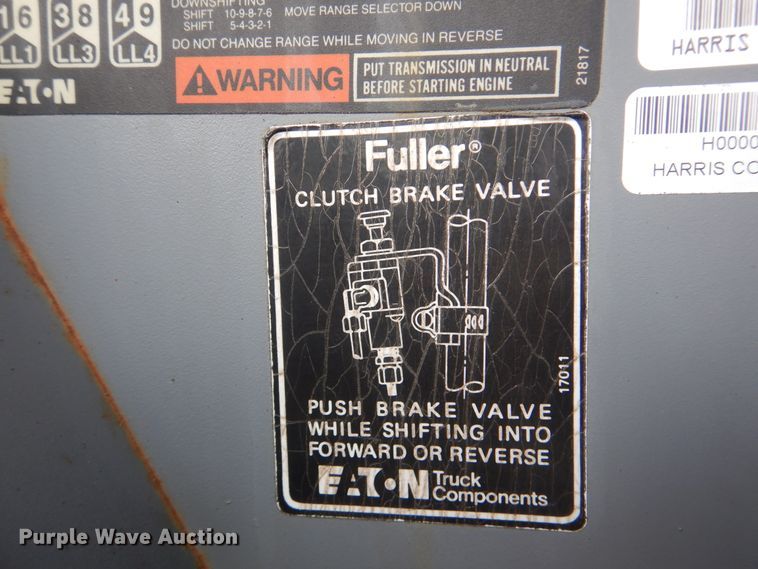 DOWNSHIFTING
SHIFT 10-9-8-7-6 MOVE RANGE SELECTOR DOWN
SHIFT 5-4-3-2-1
DO NOT CHANGE RANGE WHILE MOVING IN REVERSE
16 38 49
LL1 LL3 LL4
WARNING PUT TRANSMISSION IN NEUTRAL
BEFORE STARTING ENGINE
21817
EATON
HARRIS
H0000
HARRIS CO
Fuller®
CLUTCH BRAKE VALVE
17011
PUSH BRAKE VALVE
WHILE SHIFTING INTO
FORWARD OR REVERSE
EATON Truck
Components
Purple Wave Auction